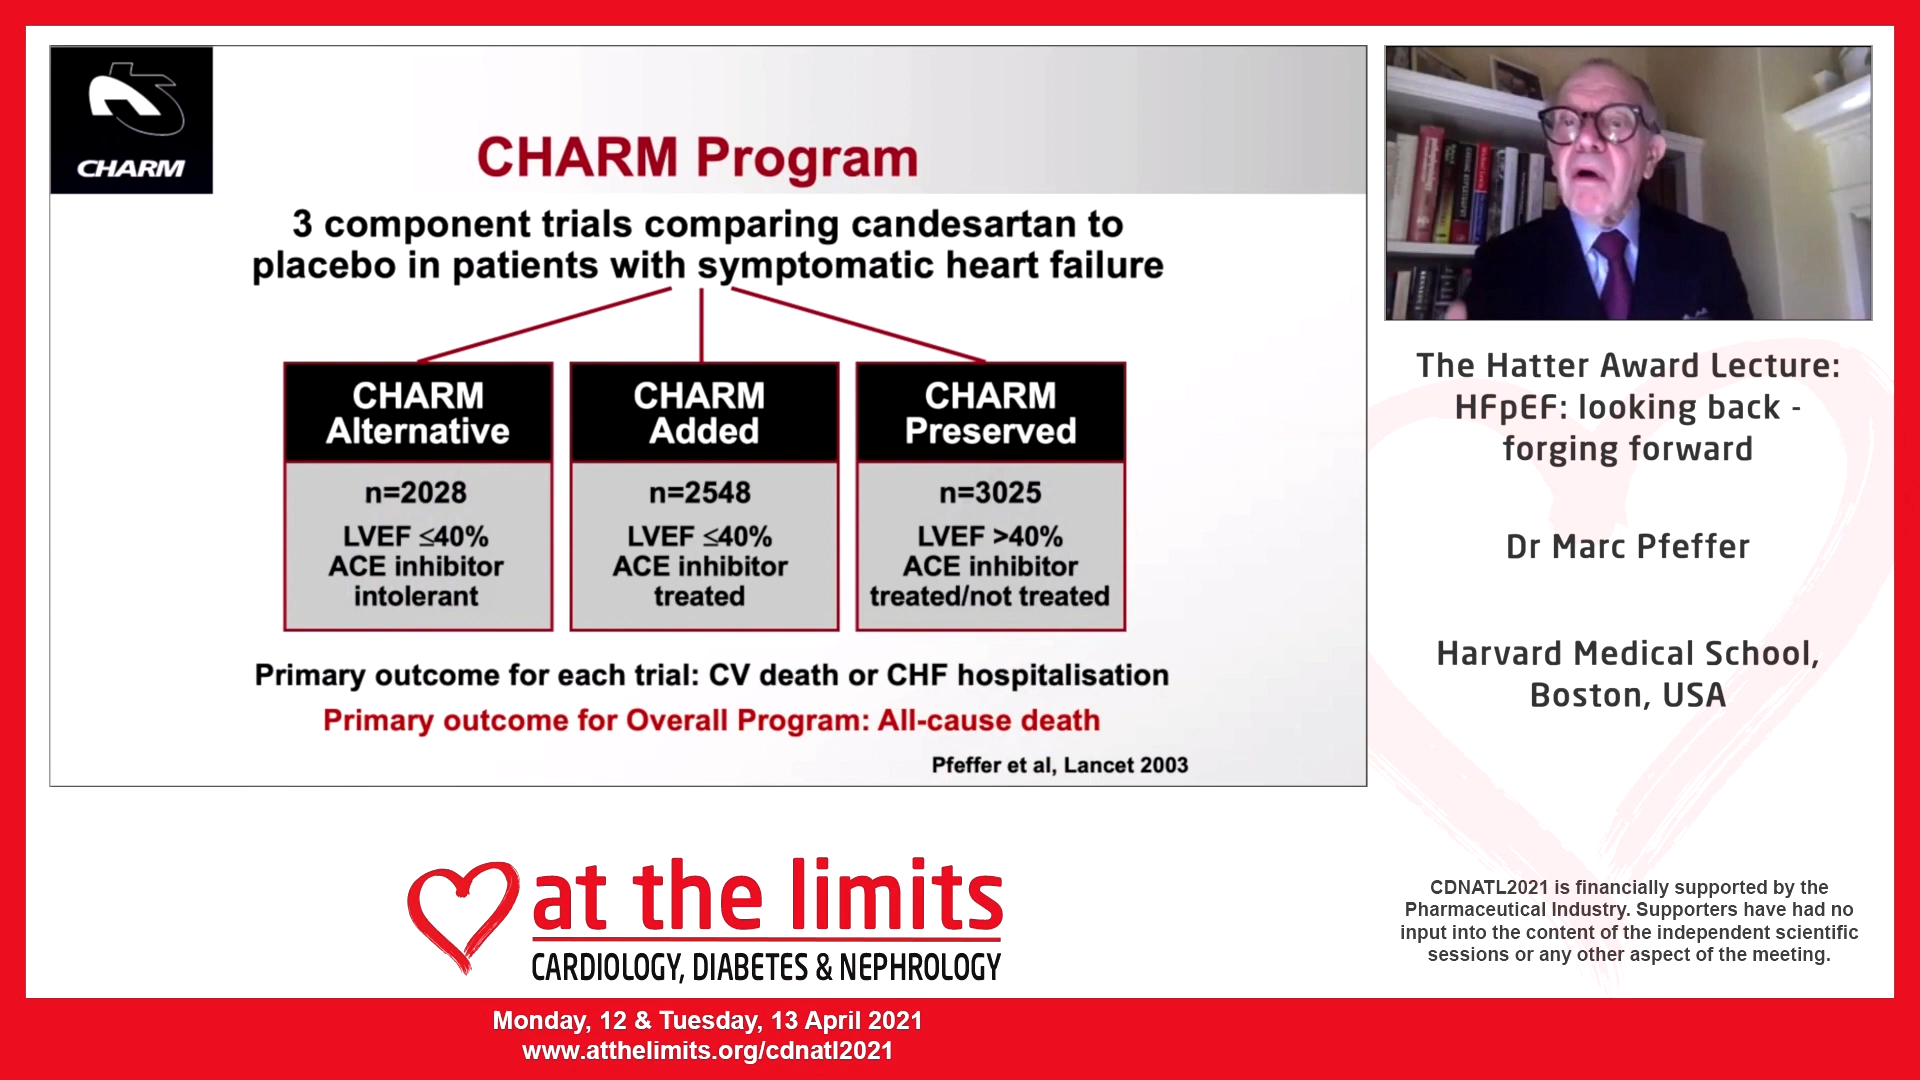 CHARM
CHARM Program
3 component trials comparing candesartan to
placebo in patients with symptomatic heart failure
CHARM
Alternative
n=2028
LVEF ≤40%
ACE inhibitor
intolerant
CHARM
Added
n=2548
LVEF ≤40%
ACE inhibitor
treated
CHARM
Preserved
n=3025
LVEF >40%
ACE inhibitor
treated/not treated
Primary outcome for each trial: CV death or CHF hospitalisation
Primary outcome for Overall Program: All-cause death
Pfeffer et al, Lancet 2003
The Hatter Award Lecture:
HFpEF: looking back -
forging forward
Dr Marc Pfeffer
Harvard Medical School,
Boston, USA
CDNATL2021 is financially supported by the
Pharmaceutical Industry. Supporters have had no
input into the content of the independent scientific
sessions or any other aspect of the meeting.
at the limits
CARDIOLOGY, DIABETES & NEPHROLOGY
Monday, 12 & Tuesday, 13 April 2021
www.atthelimits.org/cdnatl2021